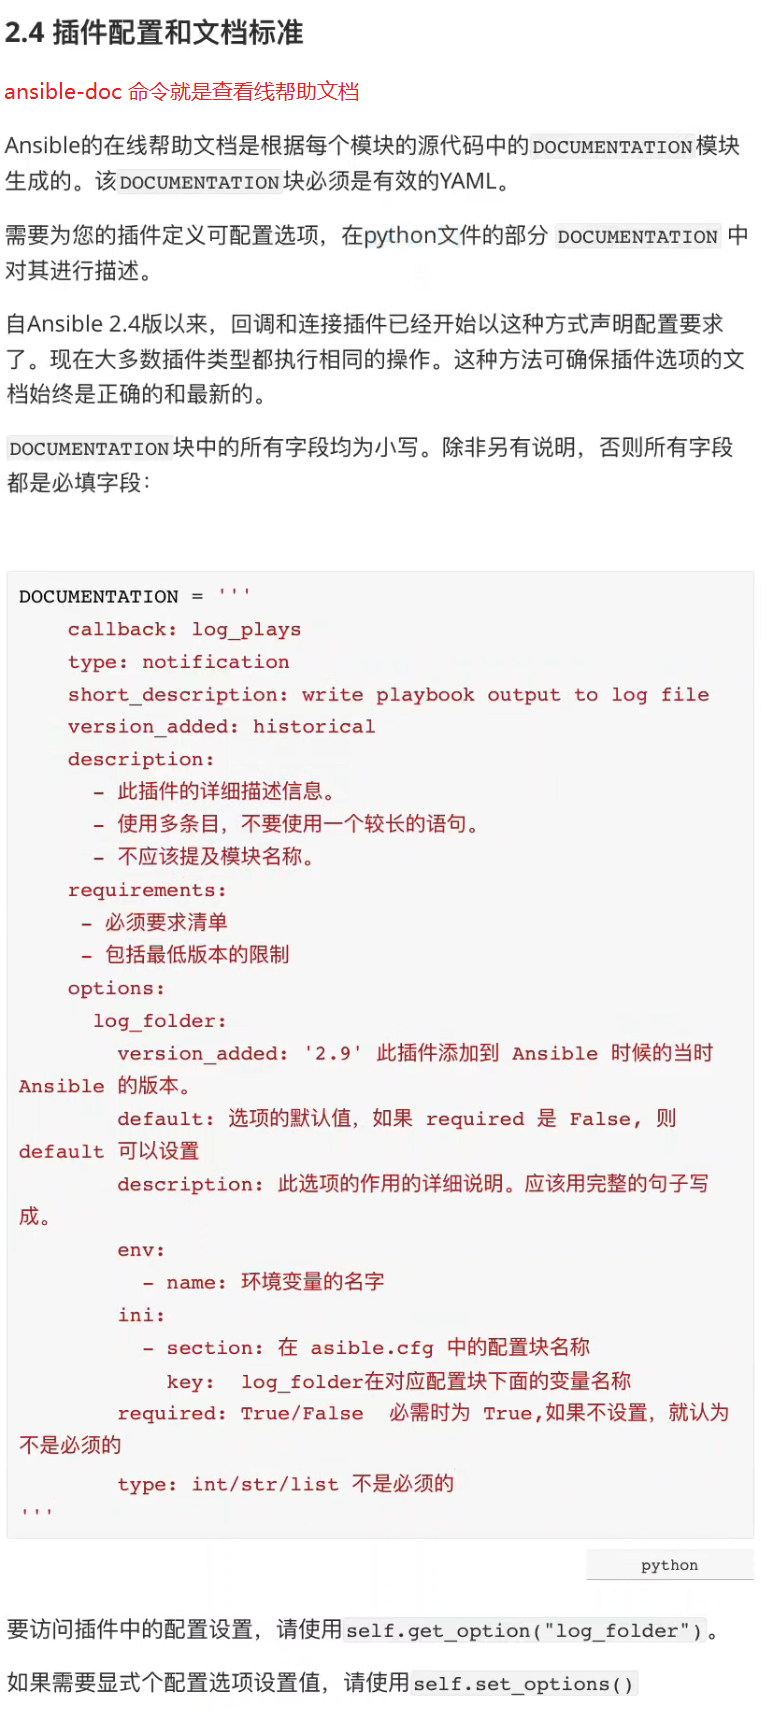 2.4 插件配置和文档标准
ansible-doc 命令就是查看线帮助文档
Ansible的在线帮助文档是根据每个模块的源代码中的DOCUMENTATION模块
生成的。该DOCUMENTATION块必须是有效的YAML。
需要为您的插件定义可配置选项，在python文件的部分 DOCUMENTATION 中
对其进行描述。
自Ansible 2.4版以来，回调和连接插件已经开始以这种方式声明配置要求
了。现在大多数插件类型都执行相同的操作。这种方法可确保插件选项的文
档始终是正确的和最新的。
DOCUMENTATION块中的所有字段均为小写。除非另有说明，否则所有字段
都是必填字段：
DOCUMENTATION = '''
callback: log_plays
type: notification
short_description: write playbook output to log file
version_added: historical
description:
- 此插件的详细描述信息。
- 使用多条目，不要使用一个较长的语句。
- 不应该提及模块名称。
requirements:
- 必须要求清单
- 包括最低版本的限制
options:
log_folder:
version_added: '2.9' 此插件添加到 Ansible 时候的当时
Ansible 的版本。
default: 选项的默认值，如果 required 是 False, 则
default 可以设置
description: 此选项的作用的详细说明。应该用完整的句子写
成。
env:
- name: 环境变量的名字
ini:
- section: 在 asible.cfg 中的配置块名称
key: log_folder在对应配置块下面的变量名称
required: True/False 必需时为 True,如果不设置，就认为
不是必须的
type: int/str/list 不是必须的
'''
python
要访问插件中的配置设置，请使用self.get_option("log_folder")。
如果需要显式个配置选项设置值，请使用self.set_options()